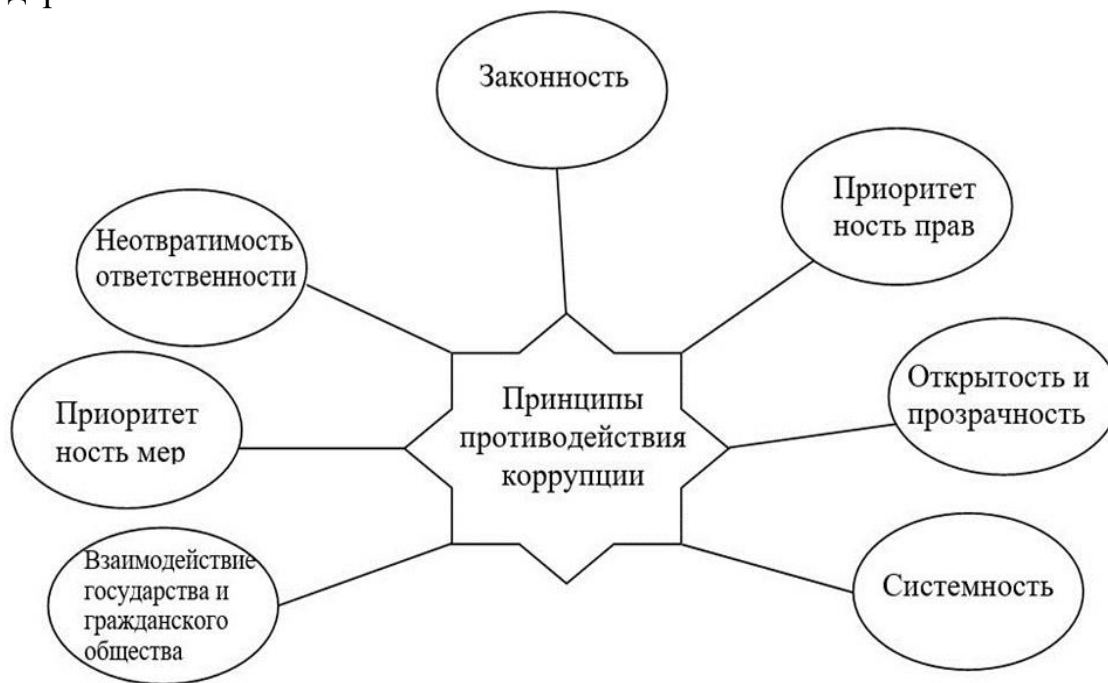 Законность
Приоритет
ность прав
Неотвратимость
ответственности
Открытость и
прозрачность
Принципы
противодействия
коррупции
Приоритет
ность мер
Взаимодействие
государства и
гражданского
общества
Системность